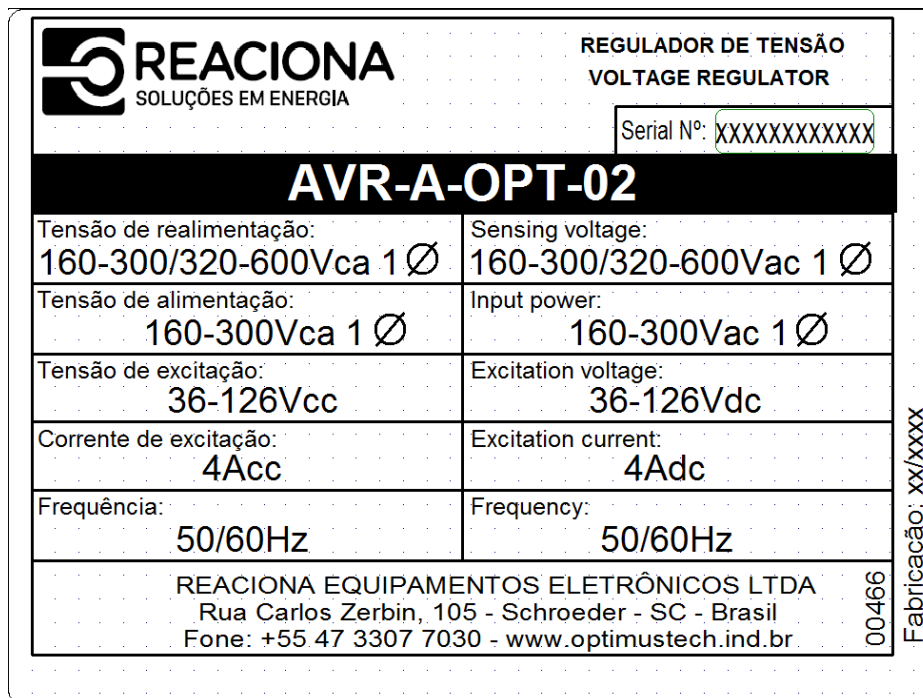 REACIONA
SOLUÇÕES EM ENERGIA
REGULADOR DE TENSÃO
VOLTAGE REGULATOR
Serial Nº: XXXXXXXXXXXX
AVR-A-OPT-02
Tensão de realimentação:
160-300/320-600Vca 1Ø
Sensing voltage:
160-300/320-600Vac 1Ø
Tensão de alimentação:
160-300Vca 1Ø
Input power:
160-300Vac 1Ø
Tensão de excitação:
36-126Vcc
Excitation voltage:
36-126Vdc
Corrente de excitação:
4Acc
Excitation current:
4Adc
Frequência:
50/60Hz
Frequency:
50/60Hz
REACIONA EQUIPAMENTOS ELETRÔNICOS LTDA
Rua Carlos Zerbin, 105 - Schroeder - SC - Brasil
Fone: +55 47 3307 7030 - www.optimustech.ind.br
00466
Fabricação: xx/xxxx